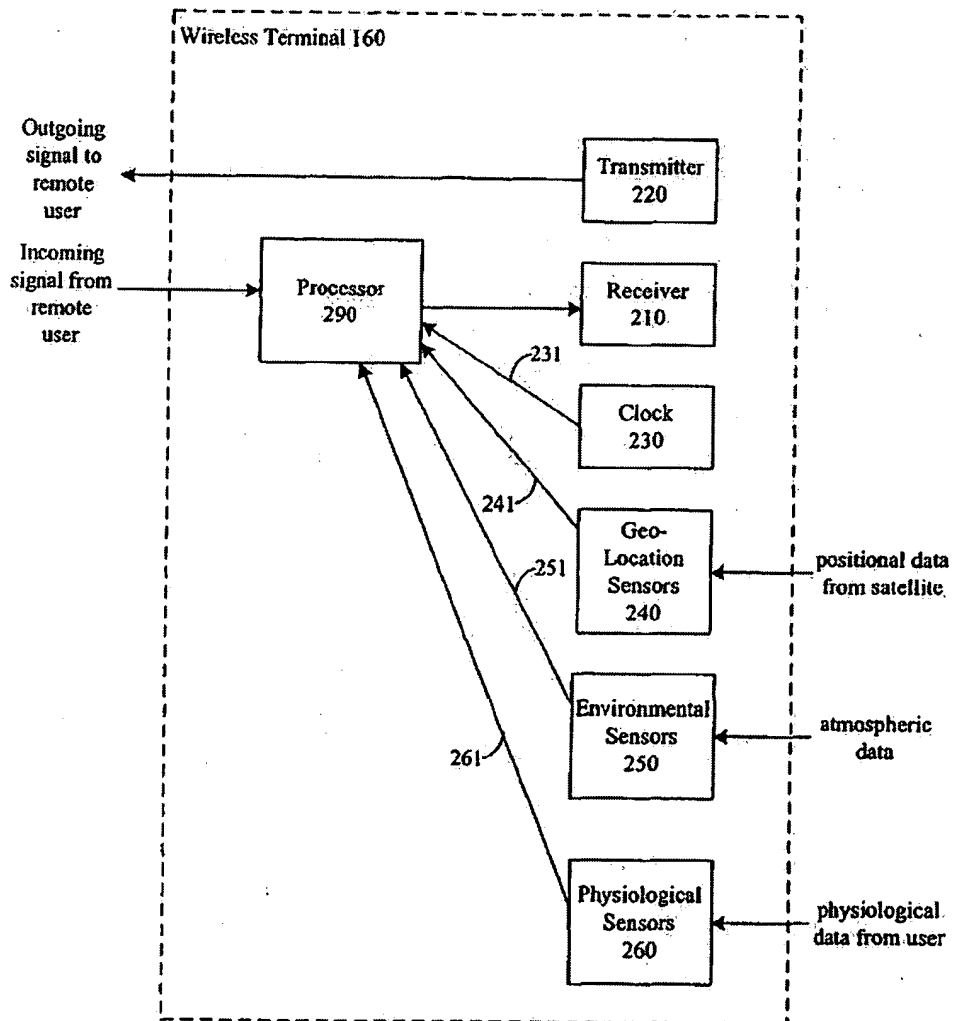 Wireless Terminal 160
Outgoing
signal to
remote
user
Transmitter
220
Incoming
signal from
remote
user
Processor
290
Receiver
210
231
Clock
230
241
Geo-
Location
Sensors
240
positional data
from satellite
251
Environmental
Sensors
250
atmospheric
data
261
Physiological
Sensors
260
physiological
data from user